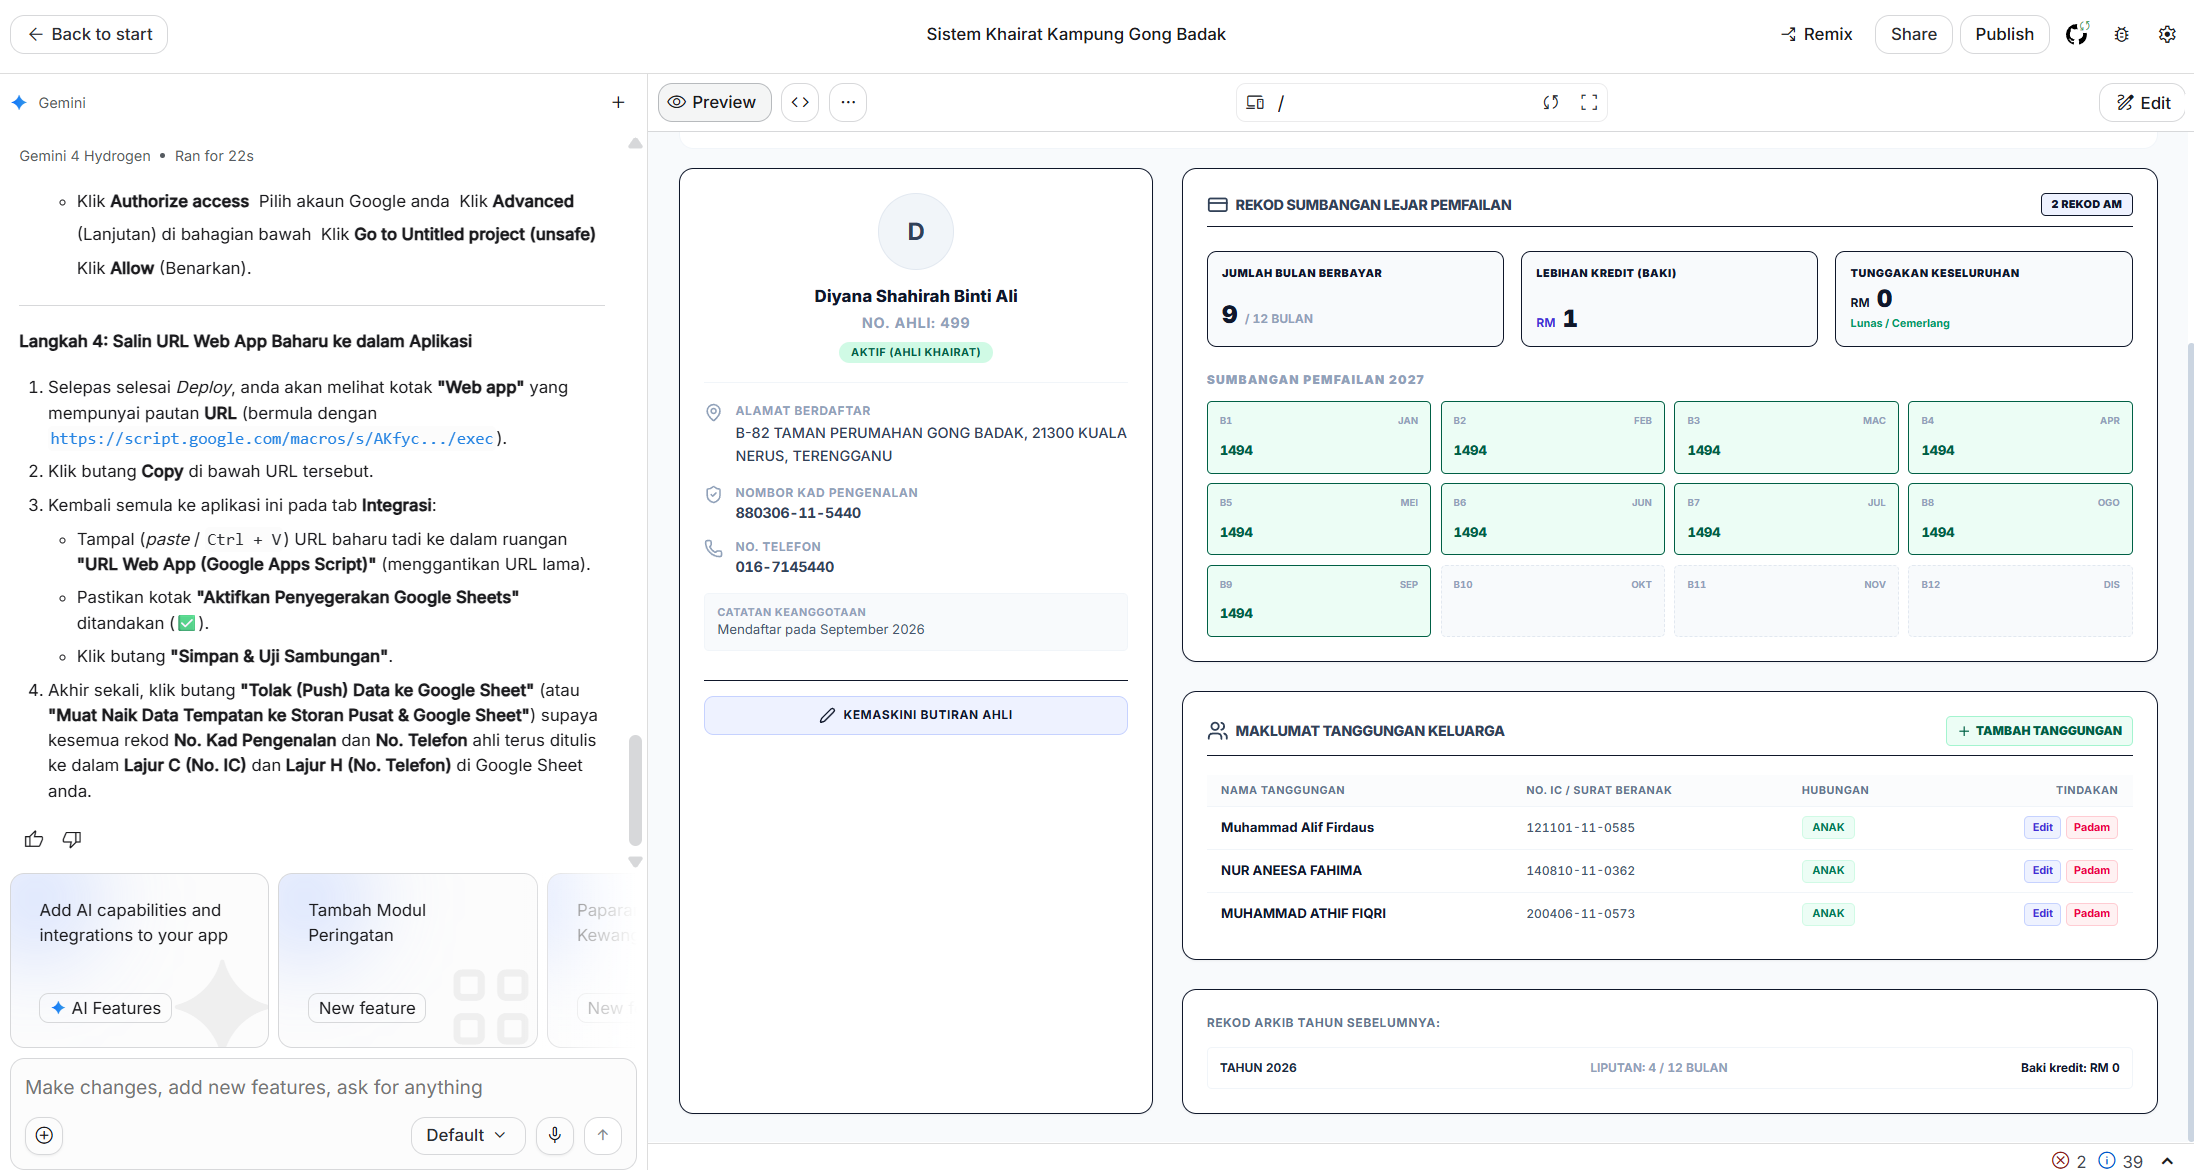 Back to start
Sistem Khairat Kampung Gong Badak
Remix
Share
Publish
Gemini
Gemini 4 Hydrogen • Ran for 22s
Klik Authorize access Pilih akaun Google anda Klik Advanced
(Lanjutan) di bahagian bawah Klik Go to Untitled project (unsafe)
Klik Allow (Benarkan).
Langkah 4: Salin URL Web App Baharu ke dalam Aplikasi
1. Selepas selesai Deploy, anda akan melihat kotak "Web app" yang
mempunyai pautan URL (bermula dengan
https://script.google.com/macros/s/AKfyc.../exec).
2. Klik butang Copy di bawah URL tersebut.
3. Kembali semula ke aplikasi ini pada tab Integrasi:
Tampal (paste / Ctrl + V) URL baharu tadi ke dalam ruangan
"URL Web App (Google Apps Script)" (menggantikan URL lama).
Pastikan kotak "Aktifkan Penyegerakan Google Sheets"
ditandakan (✅).
Klik butang "Simpan & Uji Sambungan".
4. Akhir sekali, klik butang "Tolak (Push) Data ke Google Sheet" (atau
"Muat Naik Data Tempatan ke Storan Pusat & Google Sheet") supaya
kesemua rekod No. Kad Pengenalan dan No. Telefon ahli terus ditulis
ke dalam Lajur C (No. IC) dan Lajur H (No. Telefon) di Google Sheet
anda.
Add AI capabilities and
integrations to your app
AI Features
Tambah Modul
Peringatan
New feature
Papara
Kewan
New f
Make changes, add new features, ask for anything
Default
Preview
/
Edit
D
Diyana Shahirah Binti Ali
NO. AHLI: 499
AKTIF (AHLI KHAIRAT)
ALAMAT BERDAFTAR
B-82 TAMAN PERUMAHAN GONG BADAK, 21300 KUALA
NERUS, TERENGGANU
NOMBOR KAD PENGENALAN
880306-11-5440
NO. TELEFON
016-7145440
CATATAN KEANGGOTAAN
Mendaftar pada September 2026
KEMASKINI BUTIRAN AHLI
REKOD SUMBANGAN LEJAR PEMFAILAN
2 REKOD AM
JUMLAH BULAN BERBAYAR
9 / 12 BULAN
LEBIHAN KREDIT (BAKI)
RM 1
TUNGGAKAN KESELURUHAN
RM 0
Lunas / Cemerlang
SUMBANGAN PEMFAILAN 2027
B1 JAN
1494
B2 FEB
1494
B3 MAC
1494
B4 APR
1494
B5 MEI
1494
B6 JUN
1494
B7 JUL
1494
B8 OGO
1494
B9 SEP
1494
B10 OKT
B11 NOV
B12 DIS
MAKLUMAT TANGGUNGAN KELUARGA
+ TAMBAH TANGGUNGAN
NAMA TANGGUNGAN NO. IC / SURAT BERANAK HUBUNGAN TINDAKAN
Muhammad Alif Firdaus 121101-11-0585 ANAK Edit Padam
NUR ANEESA FAHIMA 140810-11-0362 ANAK Edit Padam
MUHAMMAD ATHIF FIQRI 200406-11-0573 ANAK Edit Padam
REKOD ARKIB TAHUN SEBELUMNYA:
TAHUN 2026 LIPUTAN: 4 / 12 BULAN Baki kredit: RM 0
2 39